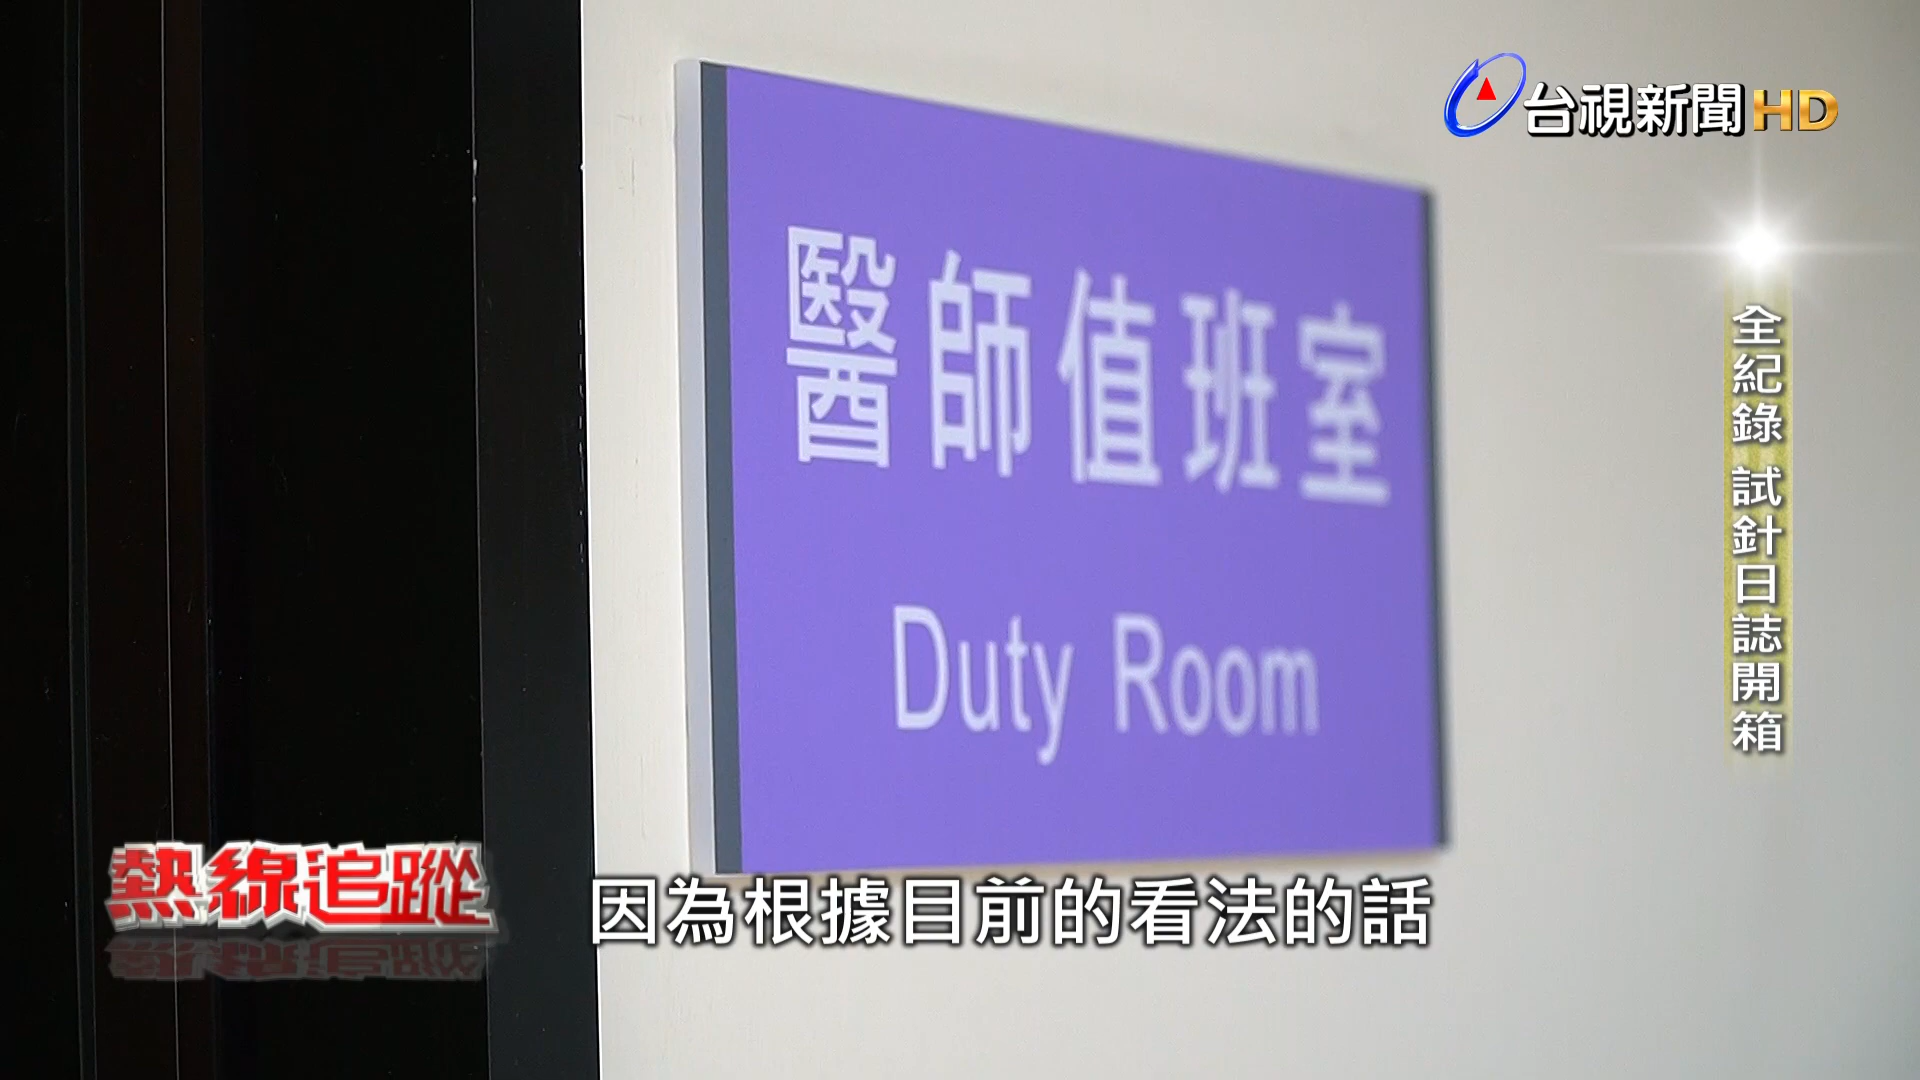 台視新聞HD
醫師值班室
Duty Room
全紀錄 試針日誌開箱
熱線追蹤
因為根據目前的看法的話